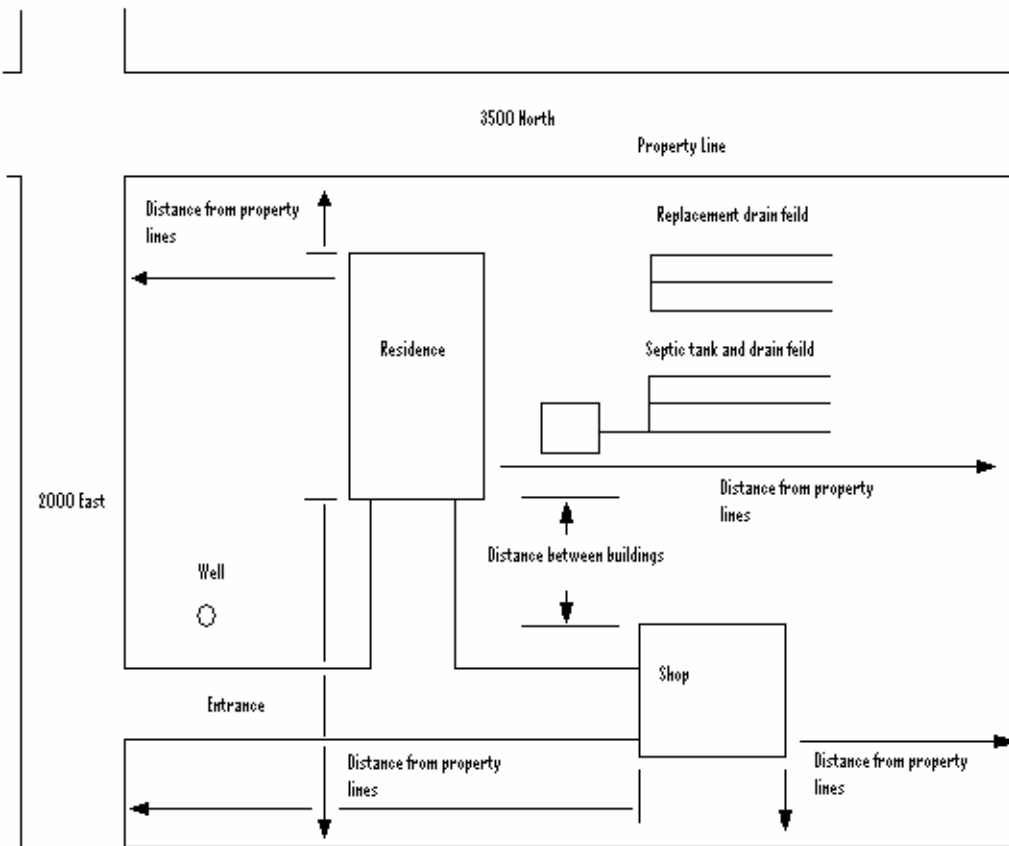 3500 North
Property Line
Distance from property
lines
Replacement drain feild
Residence
Septic tank and drain feild
2000 East
Distance from property
lines
Distance between buildings
Well
Shop
Entrance
Distance from property
lines
Distance from property
lines